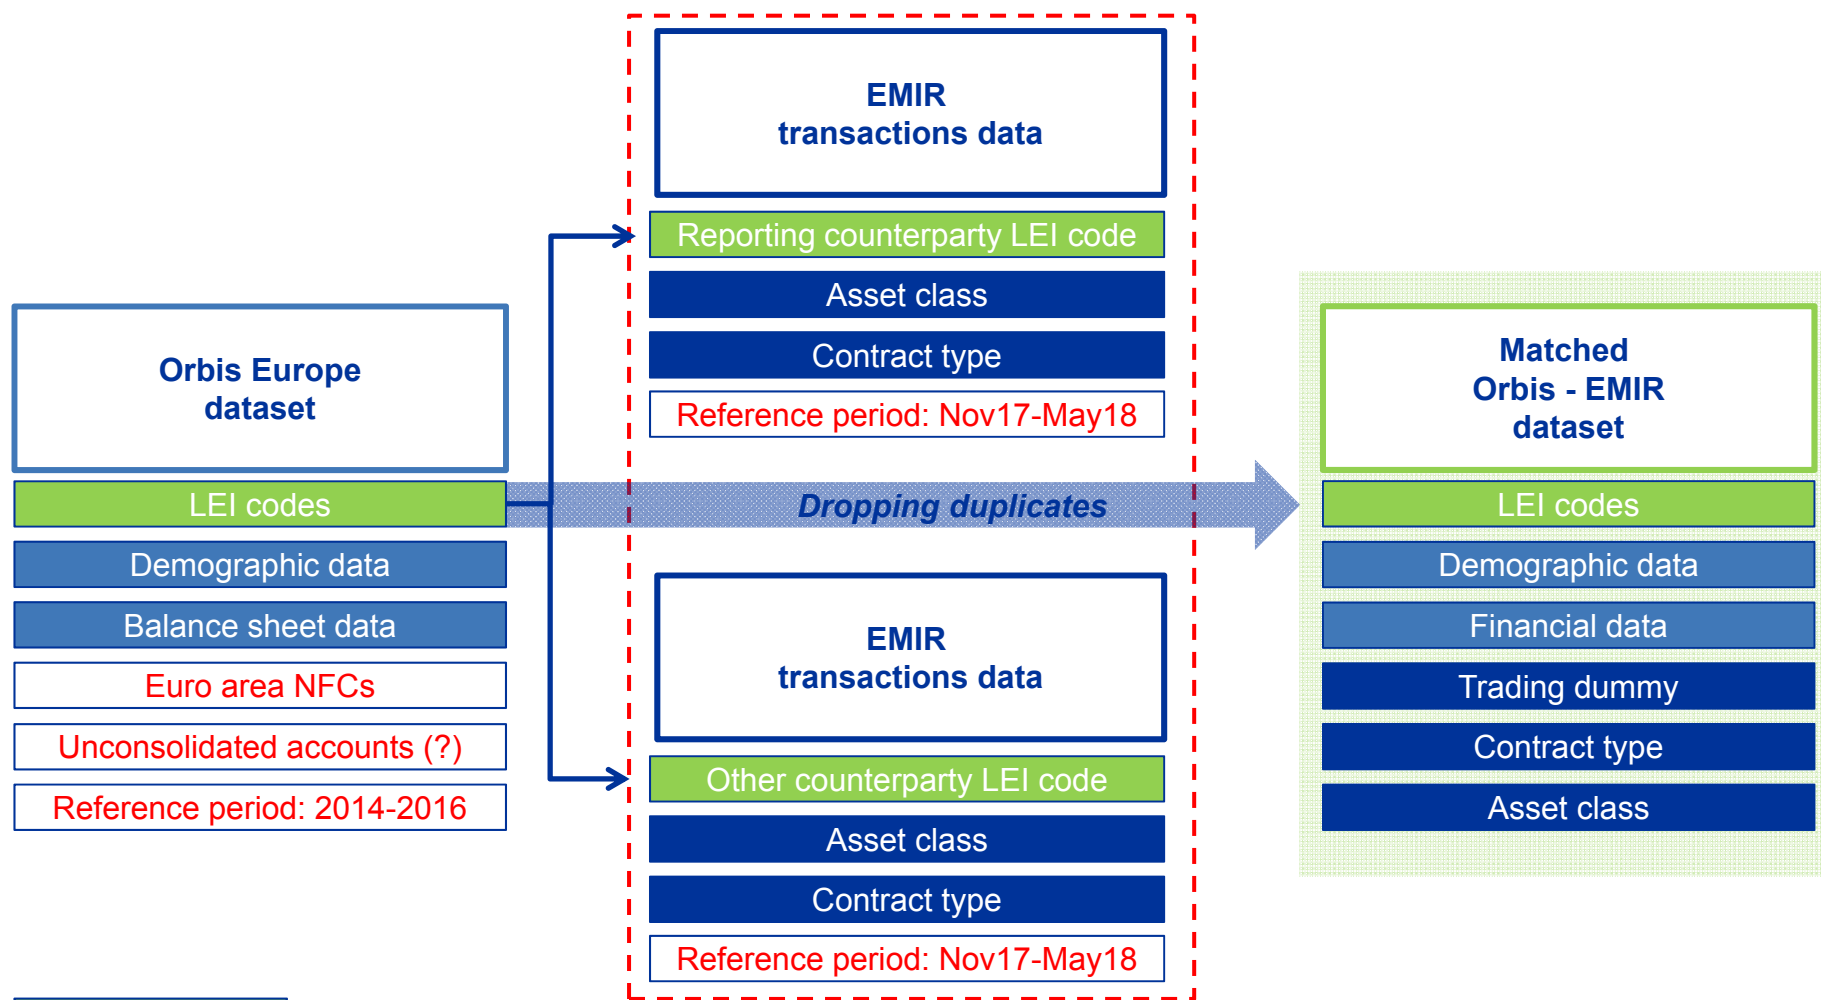 Orbis Europe
dataset
LEI codes
Demographic data
Balance sheet data
Euro area NFCs
Unconsolidated accounts (?)
Reference period: 2014-2016
EMIR
transactions data
Reporting counterparty LEI code
Asset class
Contract type
Reference period: Nov17-May18
Dropping duplicates
EMIR
transactions data
Other counterparty LEI code
Asset class
Contract type
Reference period: Nov17-May18
Matched
Orbis - EMIR
dataset
LEI codes
Demographic data
Financial data
Trading dummy
Contract type
Asset class